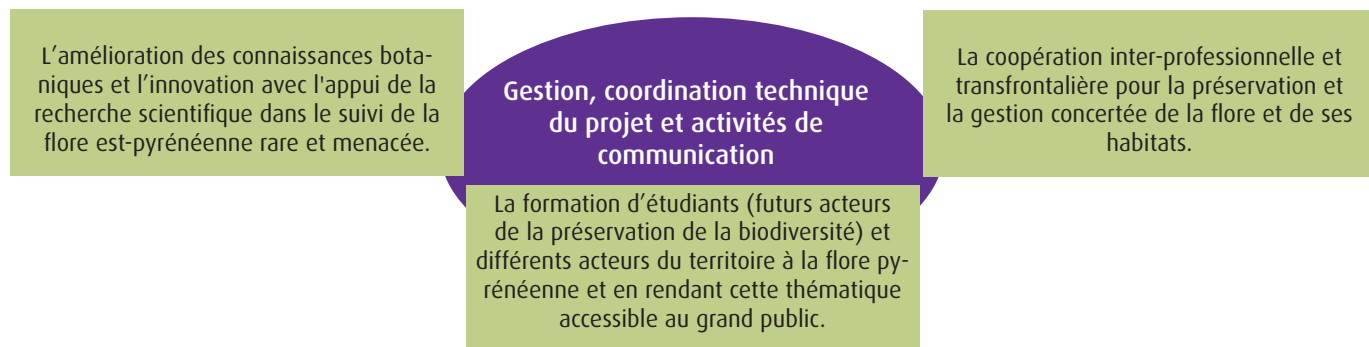 L’amélioration des connaissances bota-
niques et l’innovation avec l'appui de la
recherche scientifique dans le suivi de la
flore est-pyrénéenne rare et menacée.
Gestion, coordination technique
du projet et activités de
communication
La coopération inter-professionnelle et
transfrontalière pour la préservation et
la gestion concertée de la flore et de ses
habitats.
La formation d’étudiants (futurs acteurs
de la préservation de la biodiversité) et
différents acteurs du territoire à la flore py-
rénéenne et en rendant cette thématique
accessible au grand public.